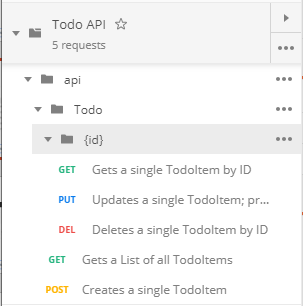 Todo API
5 requests
api
Todo
{id}
GET Gets a single TodoItem by ID
PUT Updates a single TodoItem; pr...
DEL Deletes a single TodoItem by ID
GET Gets a List of all TodoItems
POST Creates a single TodoItem